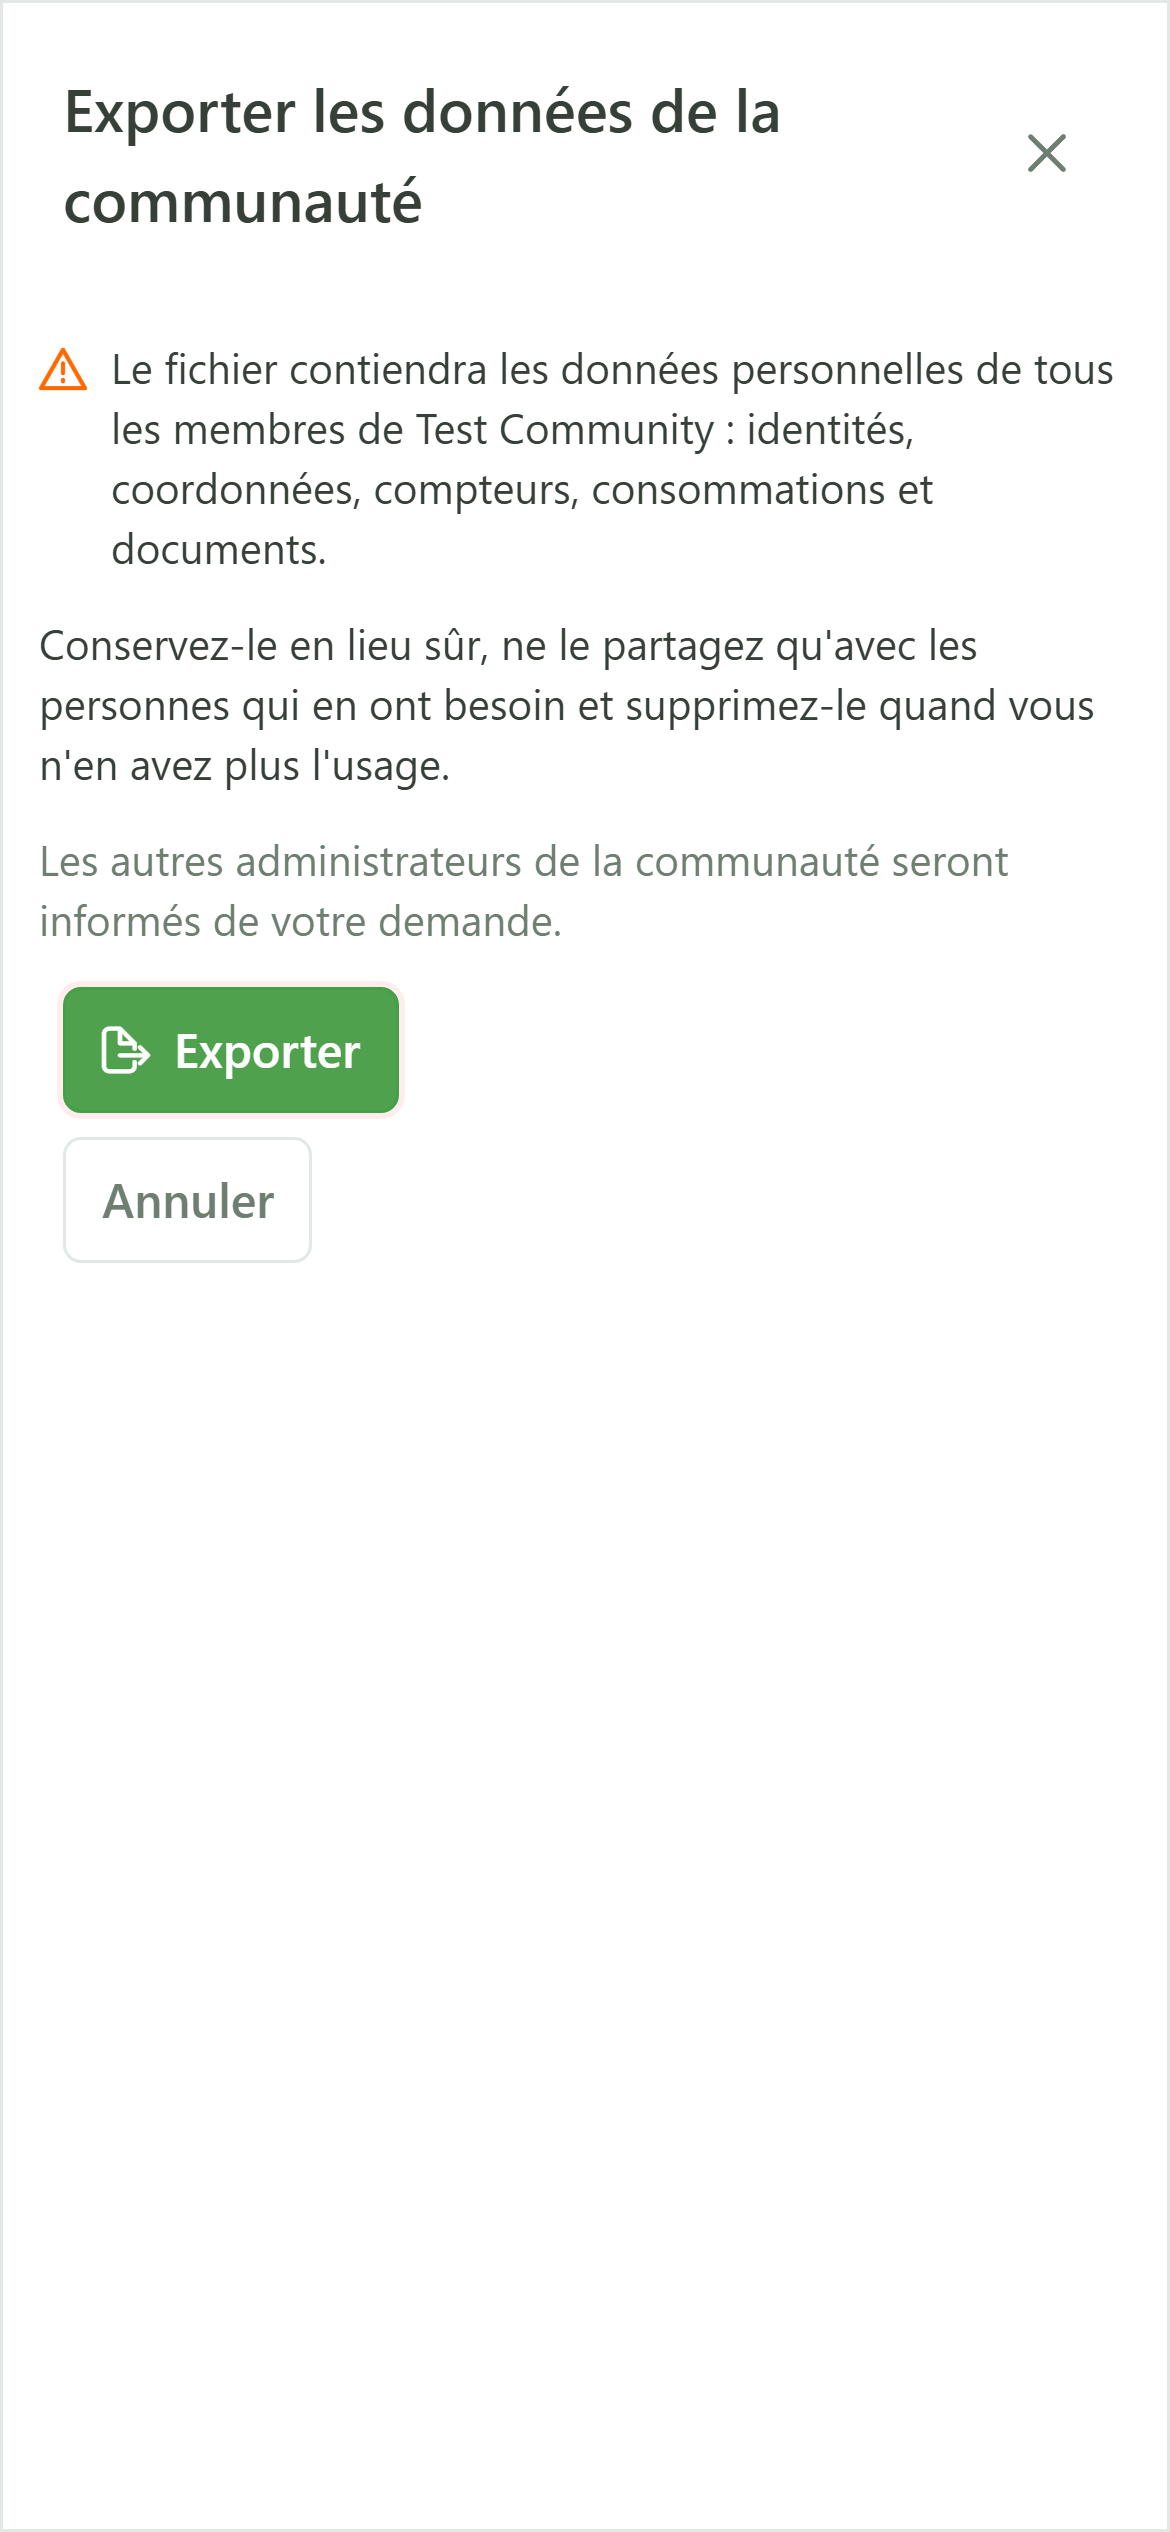 Exporter les données de la
communauté
Le fichier contiendra les données personnelles de tous
les membres de Test Community : identités,
coordonnées, compteurs, consommations et
documents.
Conservez-le en lieu sûr, ne le partagez qu'avec les
personnes qui en ont besoin et supprimez-le quand vous
n'en avez plus l'usage.
Les autres administrateurs de la communauté seront
informés de votre demande.
Exporter
Annuler